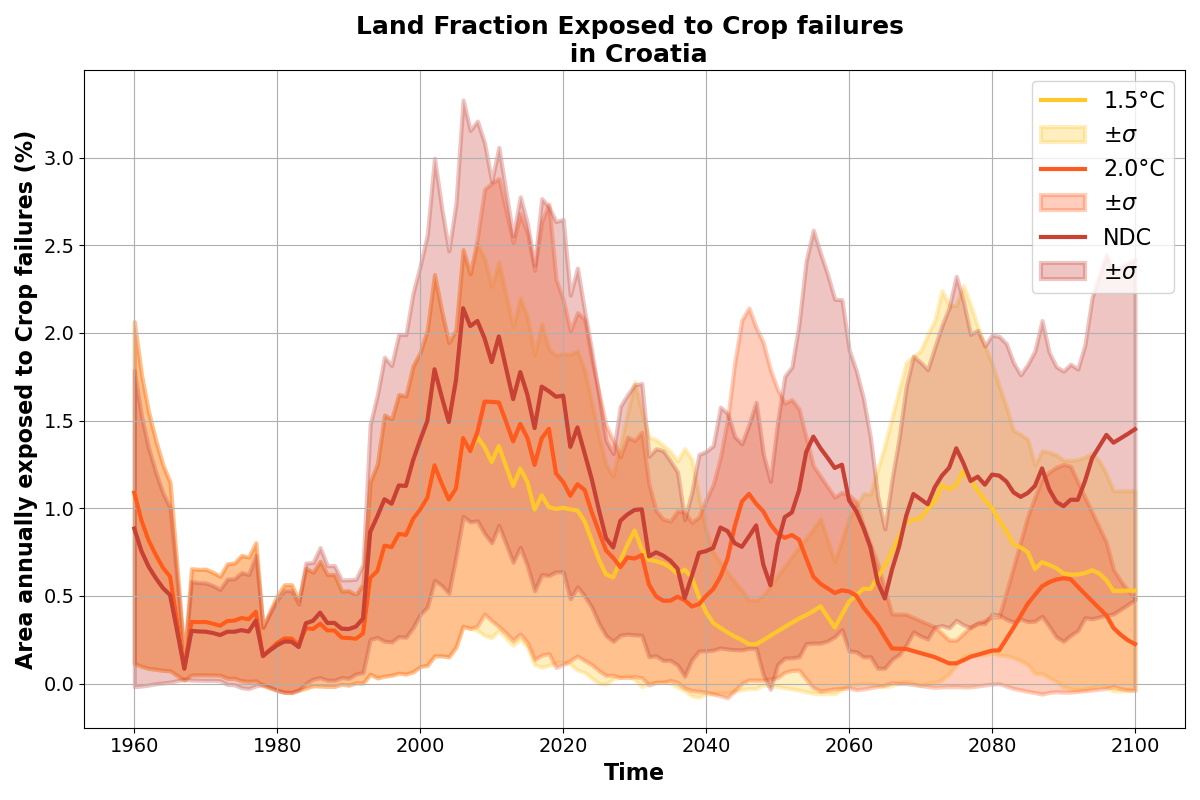 Land Fraction Exposed to Crop failures
in Croatia
Area annually exposed to Crop failures (%)
3.0
2.5
2.0
1.5
1.0
0.5
0.0
1960
1980
2000
2020
2040
2060
2080
2100
Time
1.5°C
±σ
2.0°C
±σ
NDC
±σ